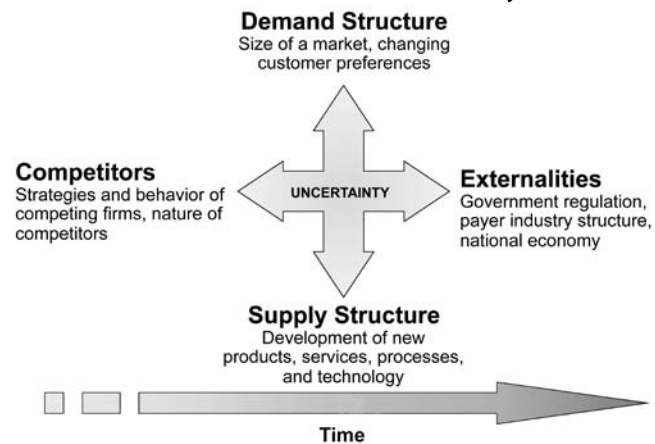 Demand Structure
Size of a market, changing
customer preferences
Competitors
Strategies and behavior of
competing firms, nature of
competitors
UNCERTAINTY
Externalities
Government regulation,
payer industry structure,
national economy
Supply Structure
Development of new
products, services, processes,
and technology
Time